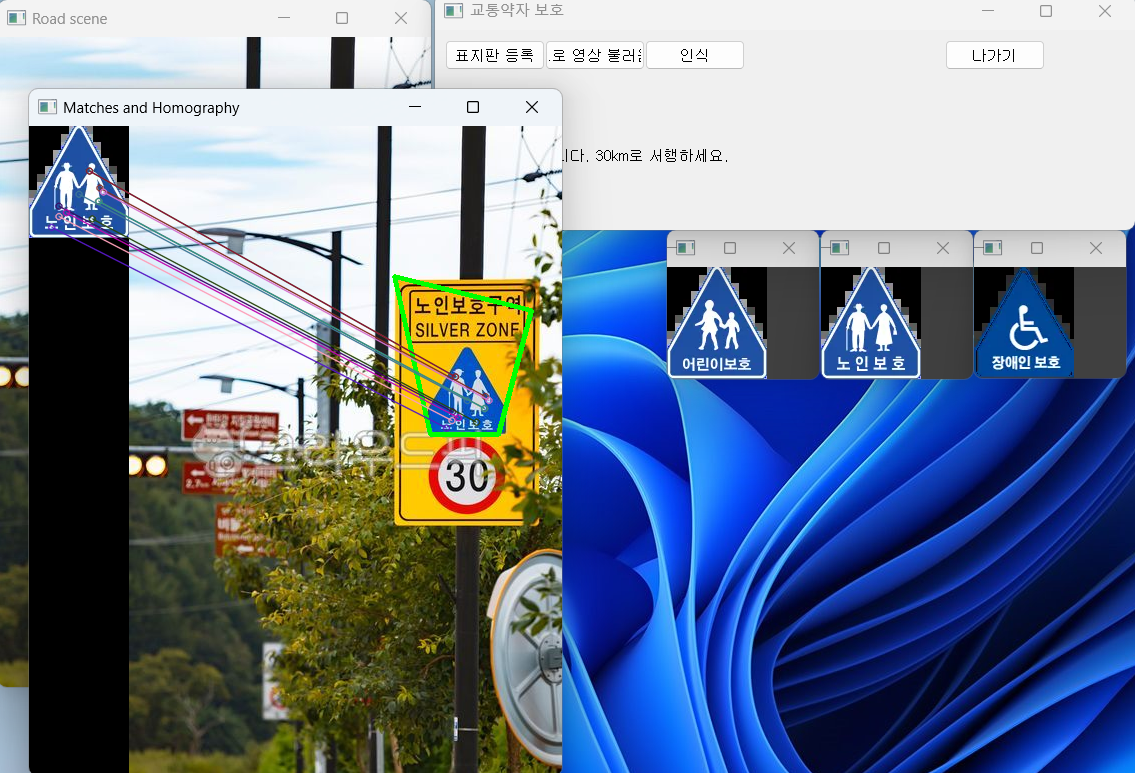 Road scene
교통약자 보호
표지판 등록
로 영상 불러
인식
나가기
니다. 30km로 서행하세요.
Matches and Homography
노인보호
노인보호구역
SILVER ZONE
노인보호
30
2.7km
어린이보호
노인보호
장애인 보호